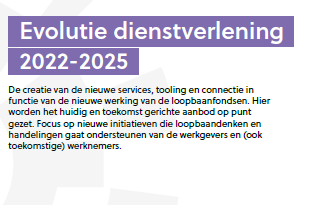 Evolutie dienstverlening
2022-2025
De creatie van de nieuwe services, tooling en connectie in
functie van de nieuwe werking van de loopbaanfondsen. Hier
worden het huidig en toekomst gerichte aanbod op punt
gezet. Focus op nieuwe initiatieven die loopbaandenken en
handelingen gaat ondersteunen van de werkgevers en (ook
toekomstige) werknemers.